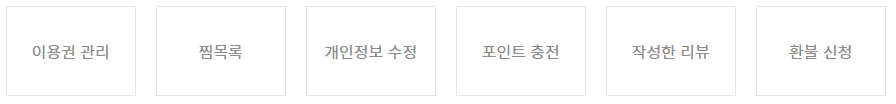 이용권 관리
찜목록
개인정보 수정
포인트 충전
작성한 리뷰
환불 신청